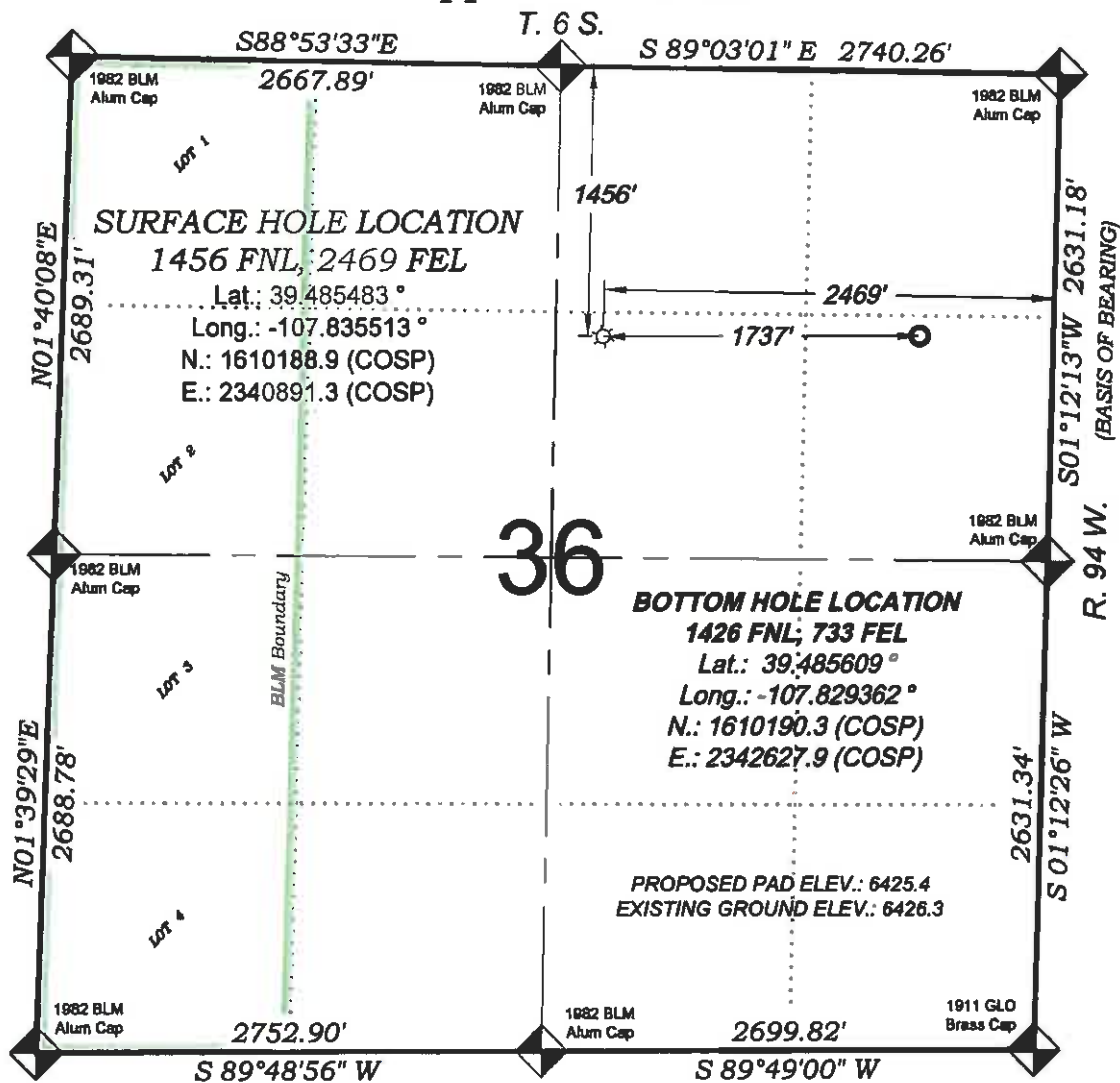 T. 6 S.
S88°53'33"E
2667.89'
S 89°03'01" E 2740.26'
1982 BLM
Alum Cap
1982 BLM
Alum Cap
1982 BLM
Alum Cap
LOT 1
1456'
N01°40'08"E
2689.31'
SURFACE HOLE LOCATION
1456 FNL, 2469 FEL
Lat.: 39.485483 °
Long.: -107.835513 °
N.: 1610188.9 (COSP)
E.: 2340891.3 (COSP)
2469'
1737'
S01°12'13"W 2631.18'
(BASIS OF BEARING)
LOT 2
36
1982 BLM
Alum Cap
1982 BLM
Alum Cap
R. 94 W.
BLM Boundary
BOTTOM HOLE LOCATION
1426 FNL; 733 FEL
Lat.: 39.485609 °
Long.: -107.829362 °
N.: 1610190.3 (COSP)
E.: 2342627.9 (COSP)
LOT 3
N01°39'29"E
2688.78'
2631.34'
S 01°12'26" W
PROPOSED PAD ELEV.: 6425.4
EXISTING GROUND ELEV.: 6426.3
LOT 4
1982 BLM
Alum Cap
1982 BLM
Alum Cap
1911 GLO
Brass Cap
2752.90'
S 89°48'56" W
2699.82'
S 89°49'00" W